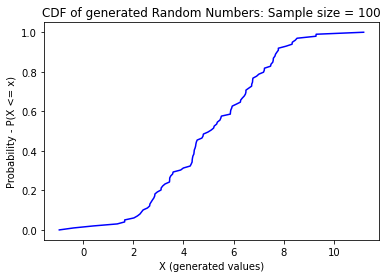 CDF of generated Random Numbers: Sample size = 100
1.0
0.8
0.6
0.4
0.2
0.0
Probability - P(X <= x)
0 2 4 6 8 10
X (generated values)